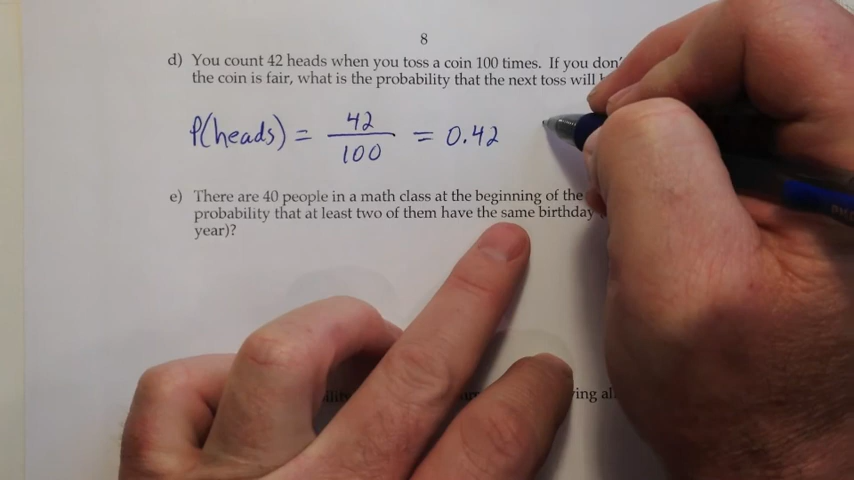 8
d) You count 42 heads when you toss a coin 100 times. If you don'
the coin is fair, what is the probability that the next toss will
P(heads) = 42/100 = 0.42
e) There are 40 people in a math class at the beginning of the
probability that at least two of them have the same birthday
year)?
ing al